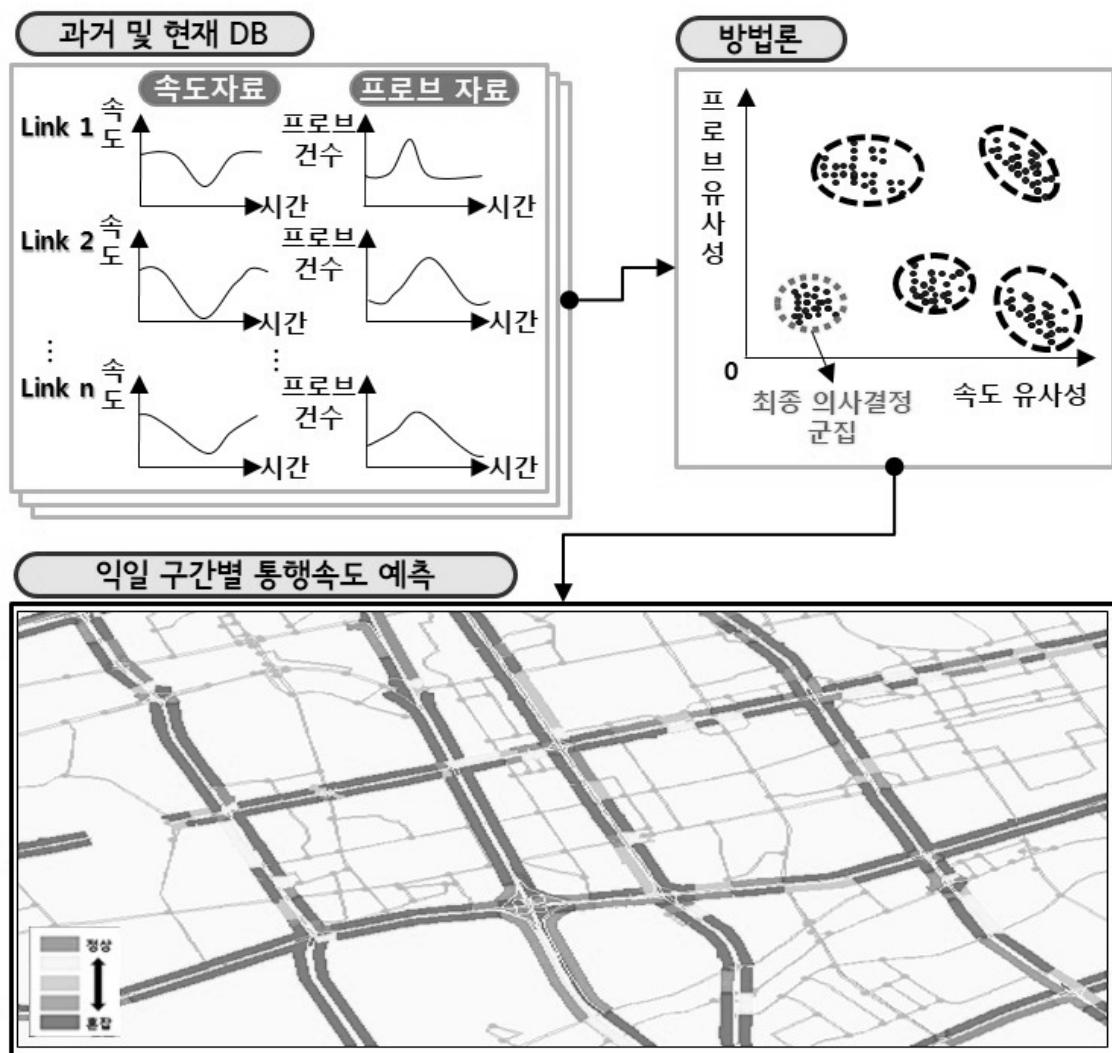 과거 및 현재 DB
속도자료
프로브 자료
Link 1
속도
시간
프로브
건수
시간
Link 2
속도
시간
프로브
건수
시간
⋮
⋮
Link n
속도
시간
프로브
건수
시간
방법론
프로브유사성
0
속도 유사성
최종 의사결정
군집
익일 구간별 통행속도 예측
정상
혼잡